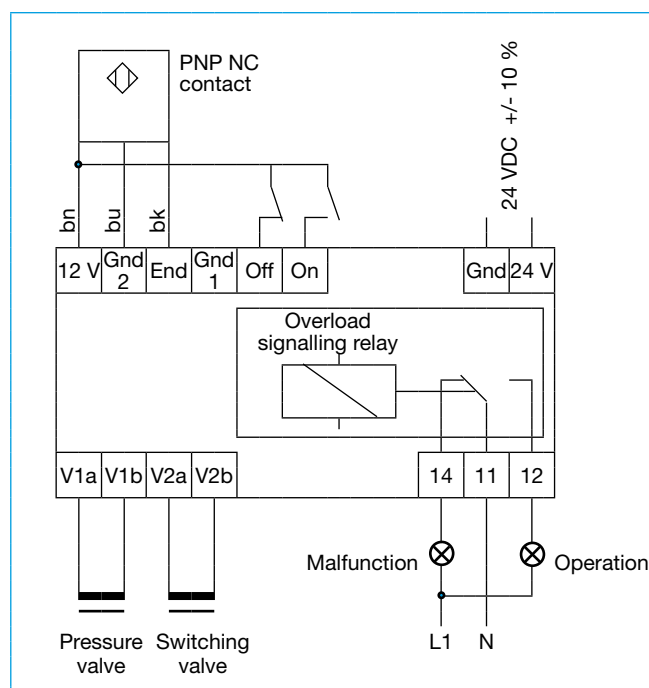 PNP NC
contact
24 VDC +/- 10 %
bn
bu
bk
12 V
Gnd
2
End
Gnd
1
Off
On
Gnd
24 V
Overload
signalling relay
V1a
V1b
V2a
V2b
14
11
12
Malfunction
Operation
L1
N
Pressure
valve
Switching
valve